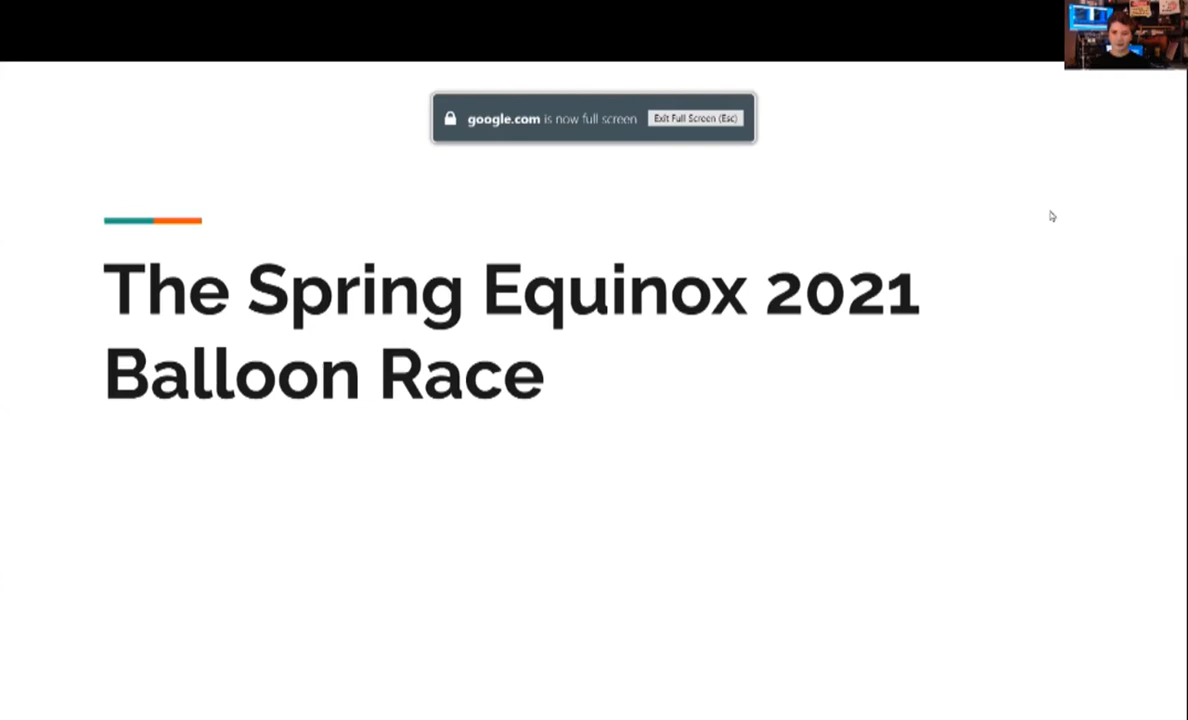 google.com is now full screen Exit Full Screen (Esc)
The Spring Equinox 2021
Balloon Race